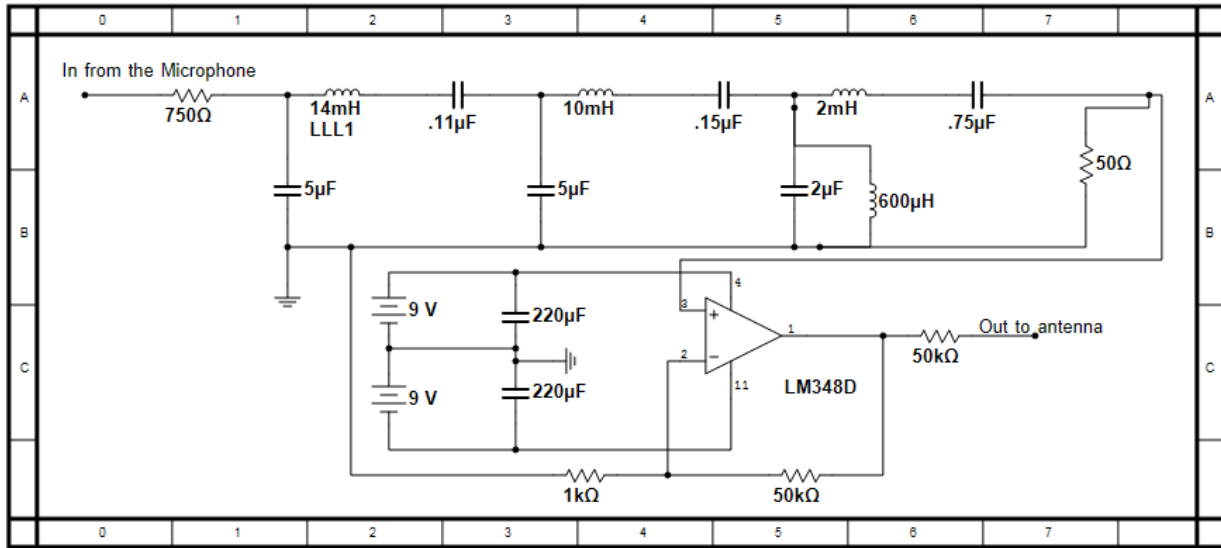 0 1 2 3 4 5 6 7
In from the Microphone
A A
750Ω 14mH .11µF 10mH .15µF 2mH .75µF
LLL1
50Ω
5µF 5µF 2µF 600µH
B B
4
9 V 220µF 3 + 1 Out to antenna
50kΩ
C C
2 −
9 V 220µF 11 LM348D
1kΩ 50kΩ
0 1 2 3 4 5 6 7